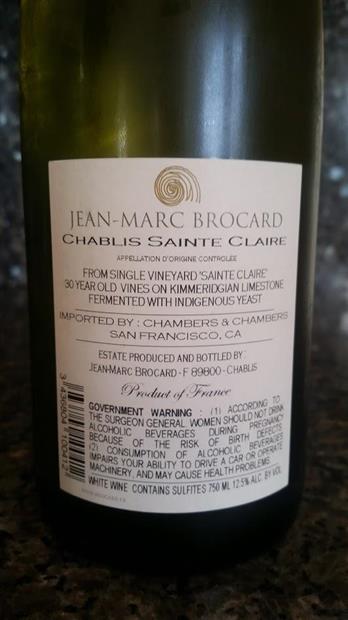 JEAN-MARC BROCARD
CHABLIS SAINTE CLAIRE
APPELLATION D'ORIGINE CONTROLÉE
FROM SINGLE VINEYARD 'SAINTE CLAIRE'
30 YEAR OLD VINES ON KIMMERIDGIAN LIMESTONE
FERMENTED WITH INDIGENOUS YEAST
IMPORTED BY : CHAMBERS & CHAMBERS
SAN FRANCISCO, CA
ESTATE PRODUCED AND BOTTLED BY :
JEAN-MARC BROCARD - F 89800 - CHABLIS
Product of France
GOVERNMENT WARNING : (1) ACCORDING TO
THE SURGEON GENERAL WOMEN SHOULD NOT DRINK
ALCOHOLIC BEVERAGES DURING PREGNANCY
BECAUSE OF THE RISK OF BIRTH DEFECTS.
(2) CONSUMPTION OF ALCOHOLIC BEVERAGES
IMPAIRS YOUR ABILITY TO DRIVE A CAR OR OPERATE
MACHINERY, AND MAY CAUSE HEALTH PROBLEMS.
WHITE WINE CONTAINS SULFITES 750 ML 12.5% ALC. BY VOL.
WWW.BROCARD.FR